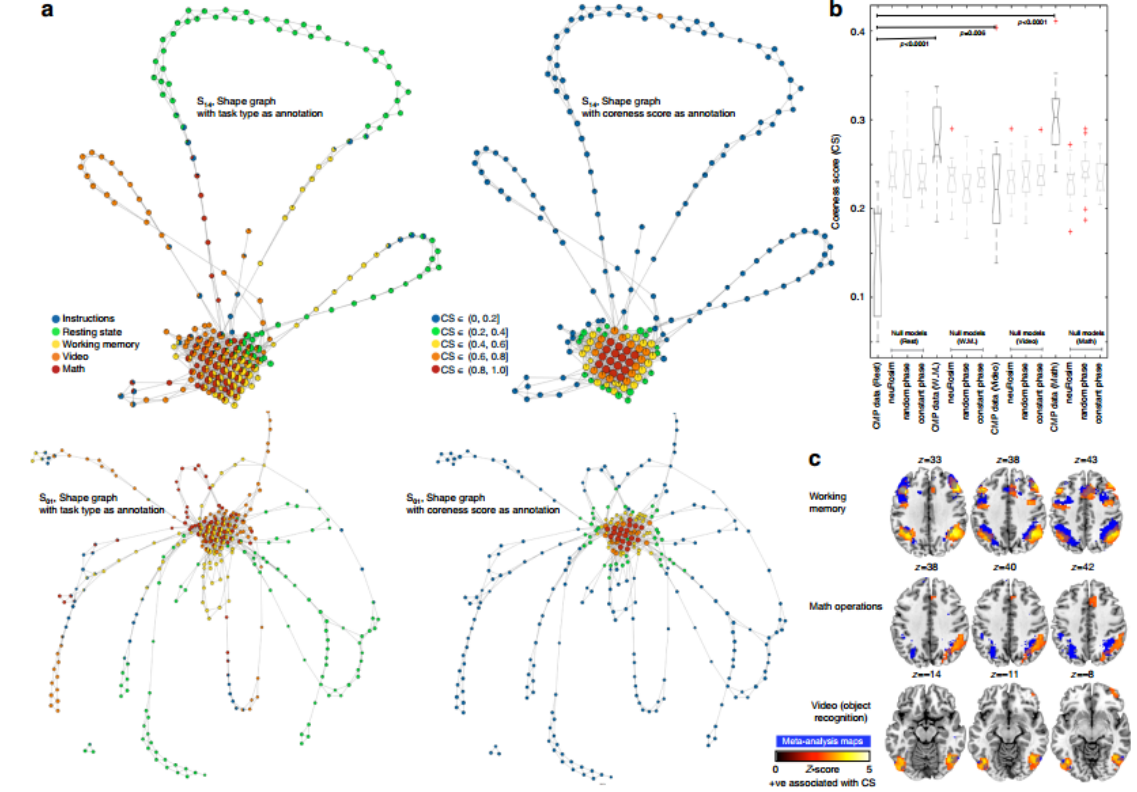 a
S14, Shape graph
with task type as annotation
Instructions
Resting state
Working memory
Video
Math
S14, Shape graph
with coreness score as annotation
CS ∈ (0, 0.2]
CS ∈ (0.2, 0.4]
CS ∈ (0.4, 0.6]
CS ∈ (0.6, 0.8]
CS ∈ (0.8, 1.0]
S01, Shape graph
with task type as annotation
S01, Shape graph
with coreness score as annotation
b
p<0.0001
p=0.005
p<0.0001
Coreness score (CS)
0.4
0.3
0.2
0.1
Null models
(Rest)
Null models
(W.M.)
Null models
(Video)
Null models
(Math)
CMP data (Rest)
neuRosim
random phase
constant phase
CMP data (W.M.)
neuRosim
random phase
constant phase
CMP data (Video)
neuRosim
random phase
constant phase
CMP data (Math)
neuRosim
random phase
constant phase
c
z=33
z=38
z=43
Working
memory
z=38
z=40
z=42
Math operations
z=–14
z=–11
z=–8
Video (object
recognition)
Meta-analysis maps
0
Z-score
5
+ve associated with CS